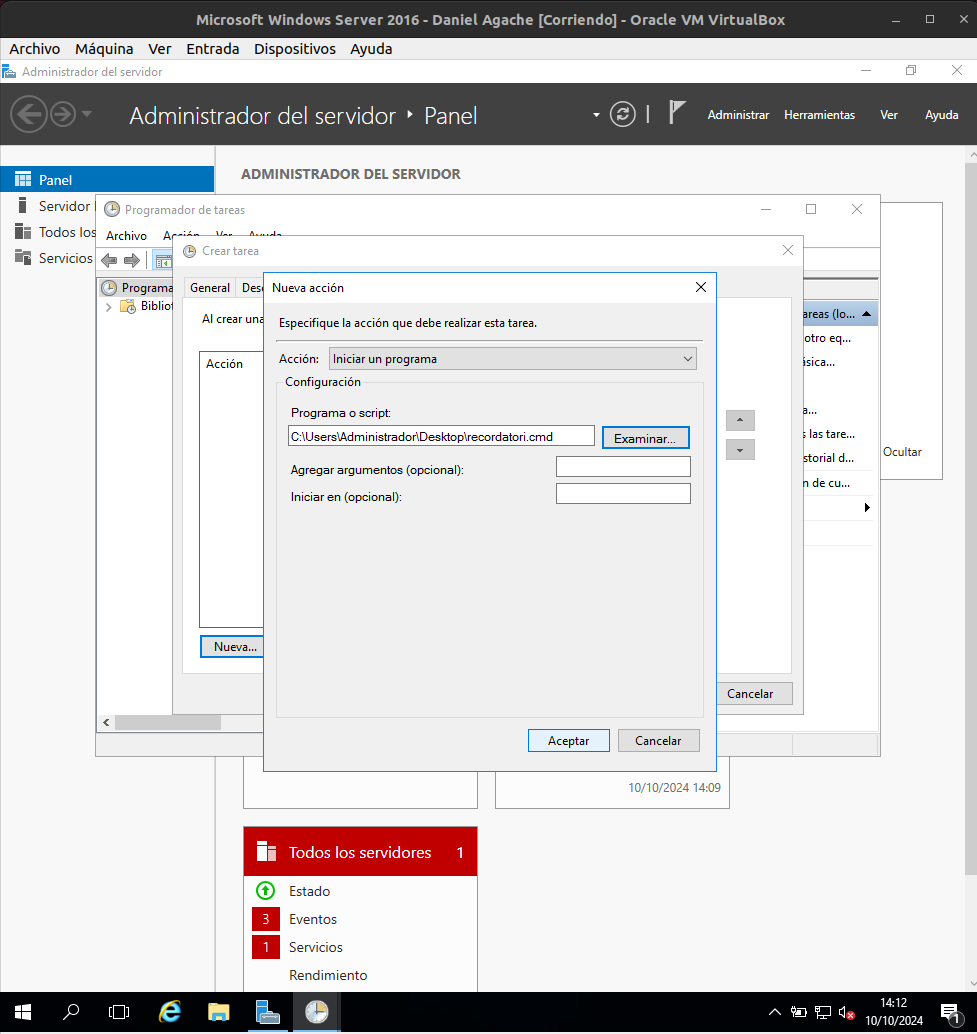 Microsoft Windows Server 2016 - Daniel Agache [Corriendo] - Oracle VM VirtualBox
Archivo Máquina Ver Entrada Dispositivos Ayuda
Administrador del servidor
Administrador del servidor Panel
Administrar Herramientas Ver Ayuda
Panel
Servidor
Todos los
Servicios
ADMINISTRADOR DEL SERVIDOR
Programador de tareas
Archivo Acción Ver Ayuda
Programa
Bibliot
Crear tarea
General Dese
Al crear una
Acción
Nueva...
Cancelar
Nueva acción
Especifique la acción que debe realizar esta tarea.
Acción: Iniciar un programa
Configuración
Programa o script:
C:\Users\Administrador\Desktop\recordatori.cmd Examinar...
Agregar argumentos (opcional):
Iniciar en (opcional):
Aceptar Cancelar
areas (lo...
otro eq...
ásica...
a...
s las tare...
storial d...
n de cu...
Ocultar
10/10/2024 14:09
Todos los servidores 1
Estado
3 Eventos
1 Servicios
Rendimiento
14:12
10/10/2024
1